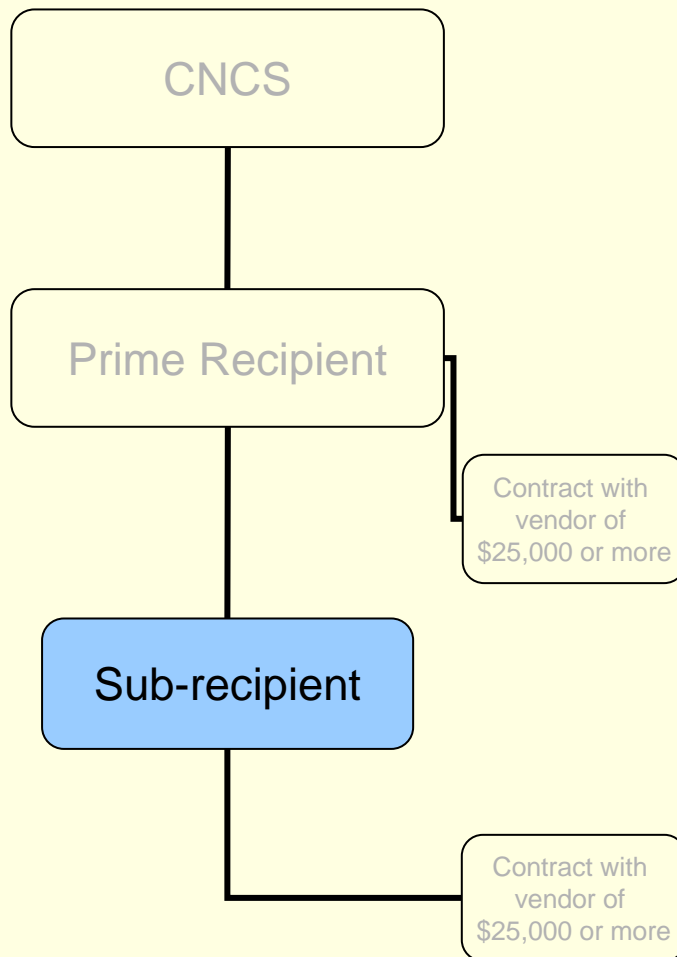 CNCS
Prime Recipient
Contract with
vendor of
$25,000 or more
Sub-recipient
Contract with
vendor of
$25,000 or more